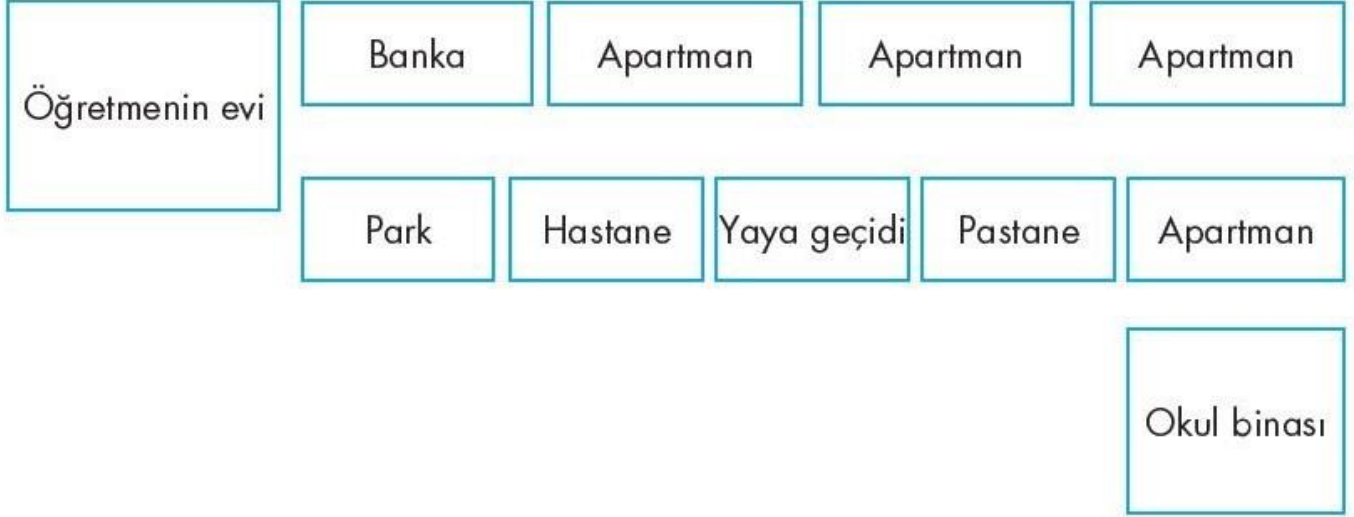 Banka Apartman Apartman Apartman
Öğretmenin evi
Park Hastane Yaya geçidi Pastane Apartman
Okul binası